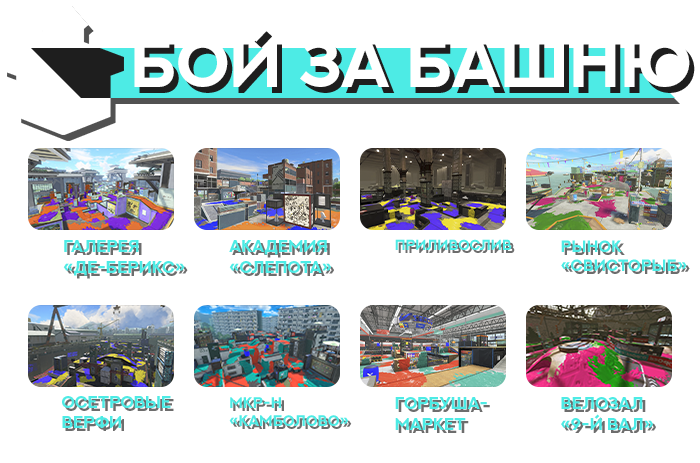 БОЙ ЗА БАШНЮ
ГАЛЕРЕЯ
«ДЕ-БЕРИКС»
АКАДЕМИЯ
«СЛЕПОТА»
ПРИЛИВОСЛИВ
РЫНОК
«СВИСТОРЫБ»
ОСЕТРОВЫЕ
ВЕРФИ
МКР-Н
«КАМБОЛОВО»
ГОРБУША-
МАРКЕТ
ВЕЛОЗАЛ
«9-Й ВАЛ»